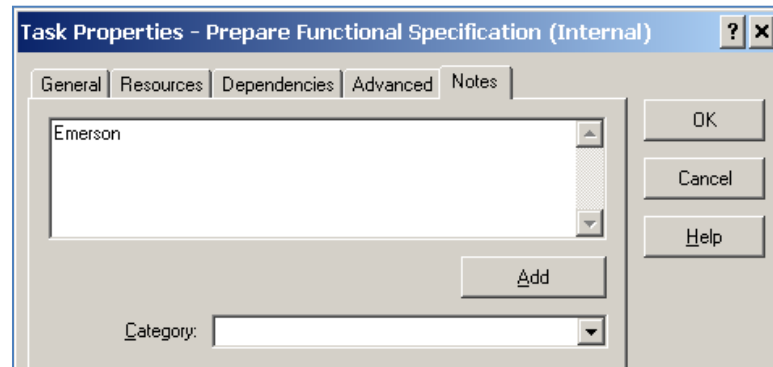 Task Properties - Prepare Functional Specification (Internal) ? ×
General Resources Dependencies Advanced Notes
Emerson
OK
Cancel
Help
Add
Category: